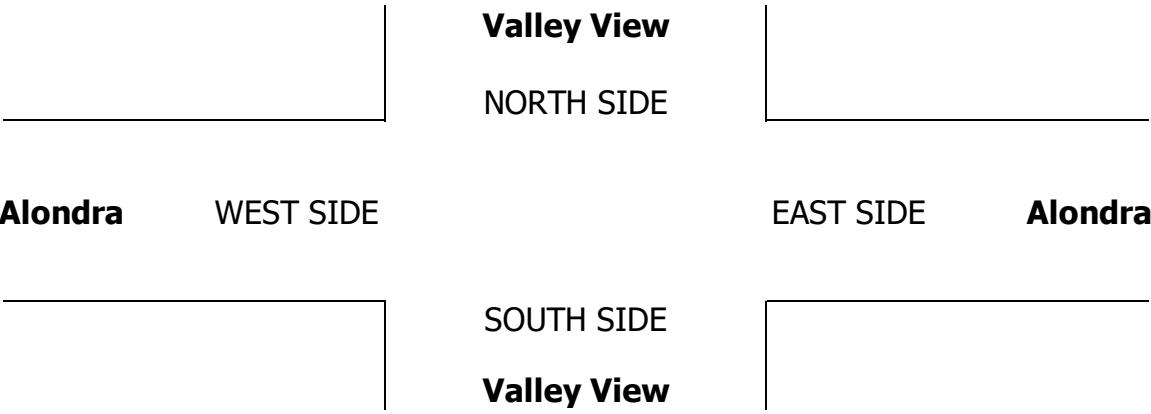 Valley View
NORTH SIDE
Alondra WEST SIDE EAST SIDE Alondra
SOUTH SIDE
Valley View